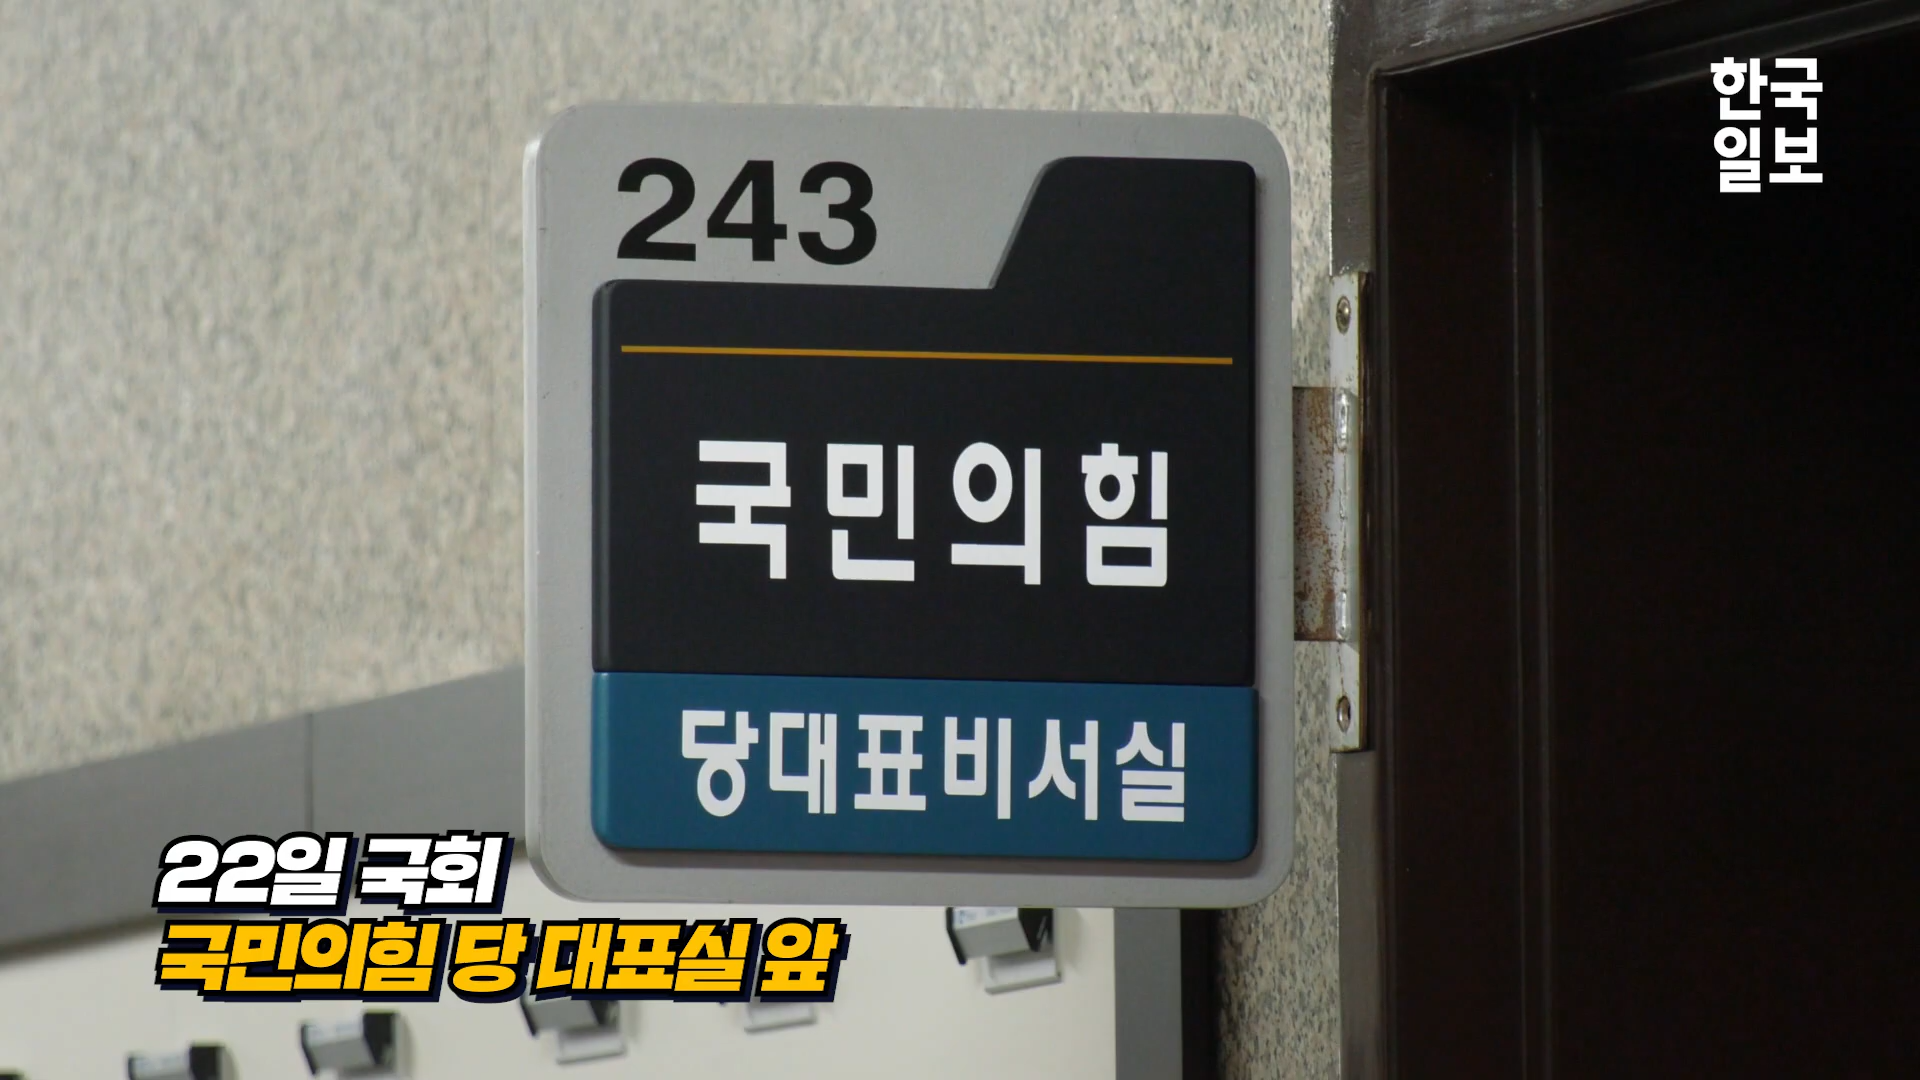 한국
일보
243
국민의힘
당대표비서실
22일 국회
국민의힘 당 대표실 앞